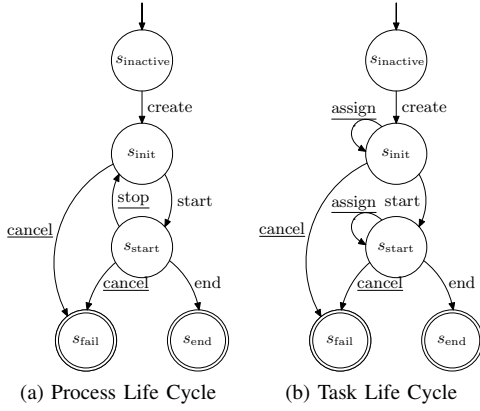 s_inactive
create
s_init
stop
start
cancel
s_start
cancel
end
s_fail
s_end
(a) Process Life Cycle
s_inactive
assign
create
s_init
assign
start
cancel
s_start
cancel
end
s_fail
s_end
(b) Task Life Cycle